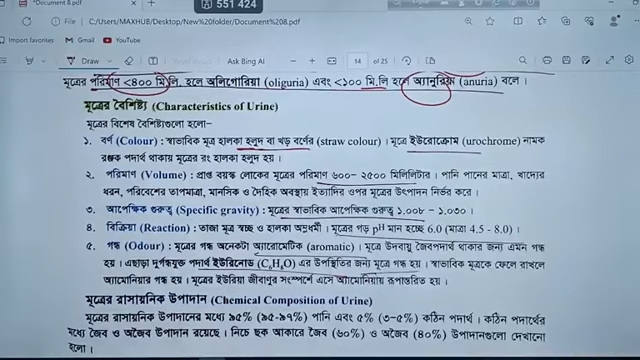 *Document 8.pdf
551 424
File
C:/Users/MAXHUB/Desktop/New%20folder/Document%208.pdf
Import favourites
Draw
Ask Bing AI
14 of 25
মূত্রের পরিমাণ <৪০০ মি.লি. হলে অলিগোরিয়া (oliguria) এবং <১০০ মি.লি হলে অ্যানুরিয়া (anuria) বলে ।
মূত্রের বৈশিষ্ট্য (Characteristics of Urine)
মূত্রের বিশেষ বৈশিষ্ট্যগুলো হলো–
১. বর্ণ (Colour) : স্বাভাবিক মূত্র হালকা হলুদ বা খড় বর্ণের (straw colour) । মূত্রে ইউরোক্রোম (urochrome) নামক
রঞ্জক পদার্থ থাকায় মূত্রের রং হালকা হলুদ হয় ।
২. পরিমাণ (Volume) : প্রাপ্ত বয়স্ক লোকের মূত্রের পরিমাণ ৬০০– ২৫০০ মিলিলিটার । পানি পানের মাত্রা, খাদ্যের
ধরন, পরিবেশের তাপমাত্রা, মানসিক ও দৈহিক অবস্থায় ইত্যাদির ওপর মূত্রের উৎপাদন নির্ভর করে ।
৩. আপেক্ষিক গুরুত্ব (Specific gravity) : মূত্রের স্বাভাবিক আপেক্ষিক গুরুত্ব ১.০০৮ – ১.০৩০ ।
৪. বিক্রিয়া (Reaction) : তাজা মূত্র স্বচ্ছ ও হালকা অম্লধর্মী । মূত্রের গড় pH মান হচ্ছে 6.0 (মাত্রা 4.5 - 8.0) ।
৫. গন্ধ (Odour) : মূত্রের গন্ধ অনেকটা অ্যারোমেটিক (aromatic) । মূত্রে উদবায়ু জৈবপদার্থ থাকার জন্য এমন গন্ধ
হয় । এছাড়া দুর্গন্ধযুক্ত পদার্থ ইউরিনোড (C₆H₈O) এর উপস্থিতির জন্য মূত্রে গন্ধ হয় । স্বাভাবিক মূত্রকে ফেলে রাখলে
অ্যামোনিয়ার গন্ধ হয় । মূত্রের ইউরিয়া জীবাণুর সংস্পর্শে এসে অ্যামোনিয়ায় রূপান্তরিত হয় ।
মূত্রের রাসায়নিক উপাদান (Chemical Composition of Urine)
মূত্রের রাসায়নিক উপাদানের মধ্যে ৯৫% (৯৫-৯৭%) পানি এবং ৫% (৩–৫%) কঠিন পদার্থ । কঠিন পদার্থের
মধ্যে জৈব ও অজৈব উপাদান রয়েছে । নিচে ছক আকারে জৈব (60%) ও অজৈব (40%) উপাদানগুলো দেখানো
হলো ।